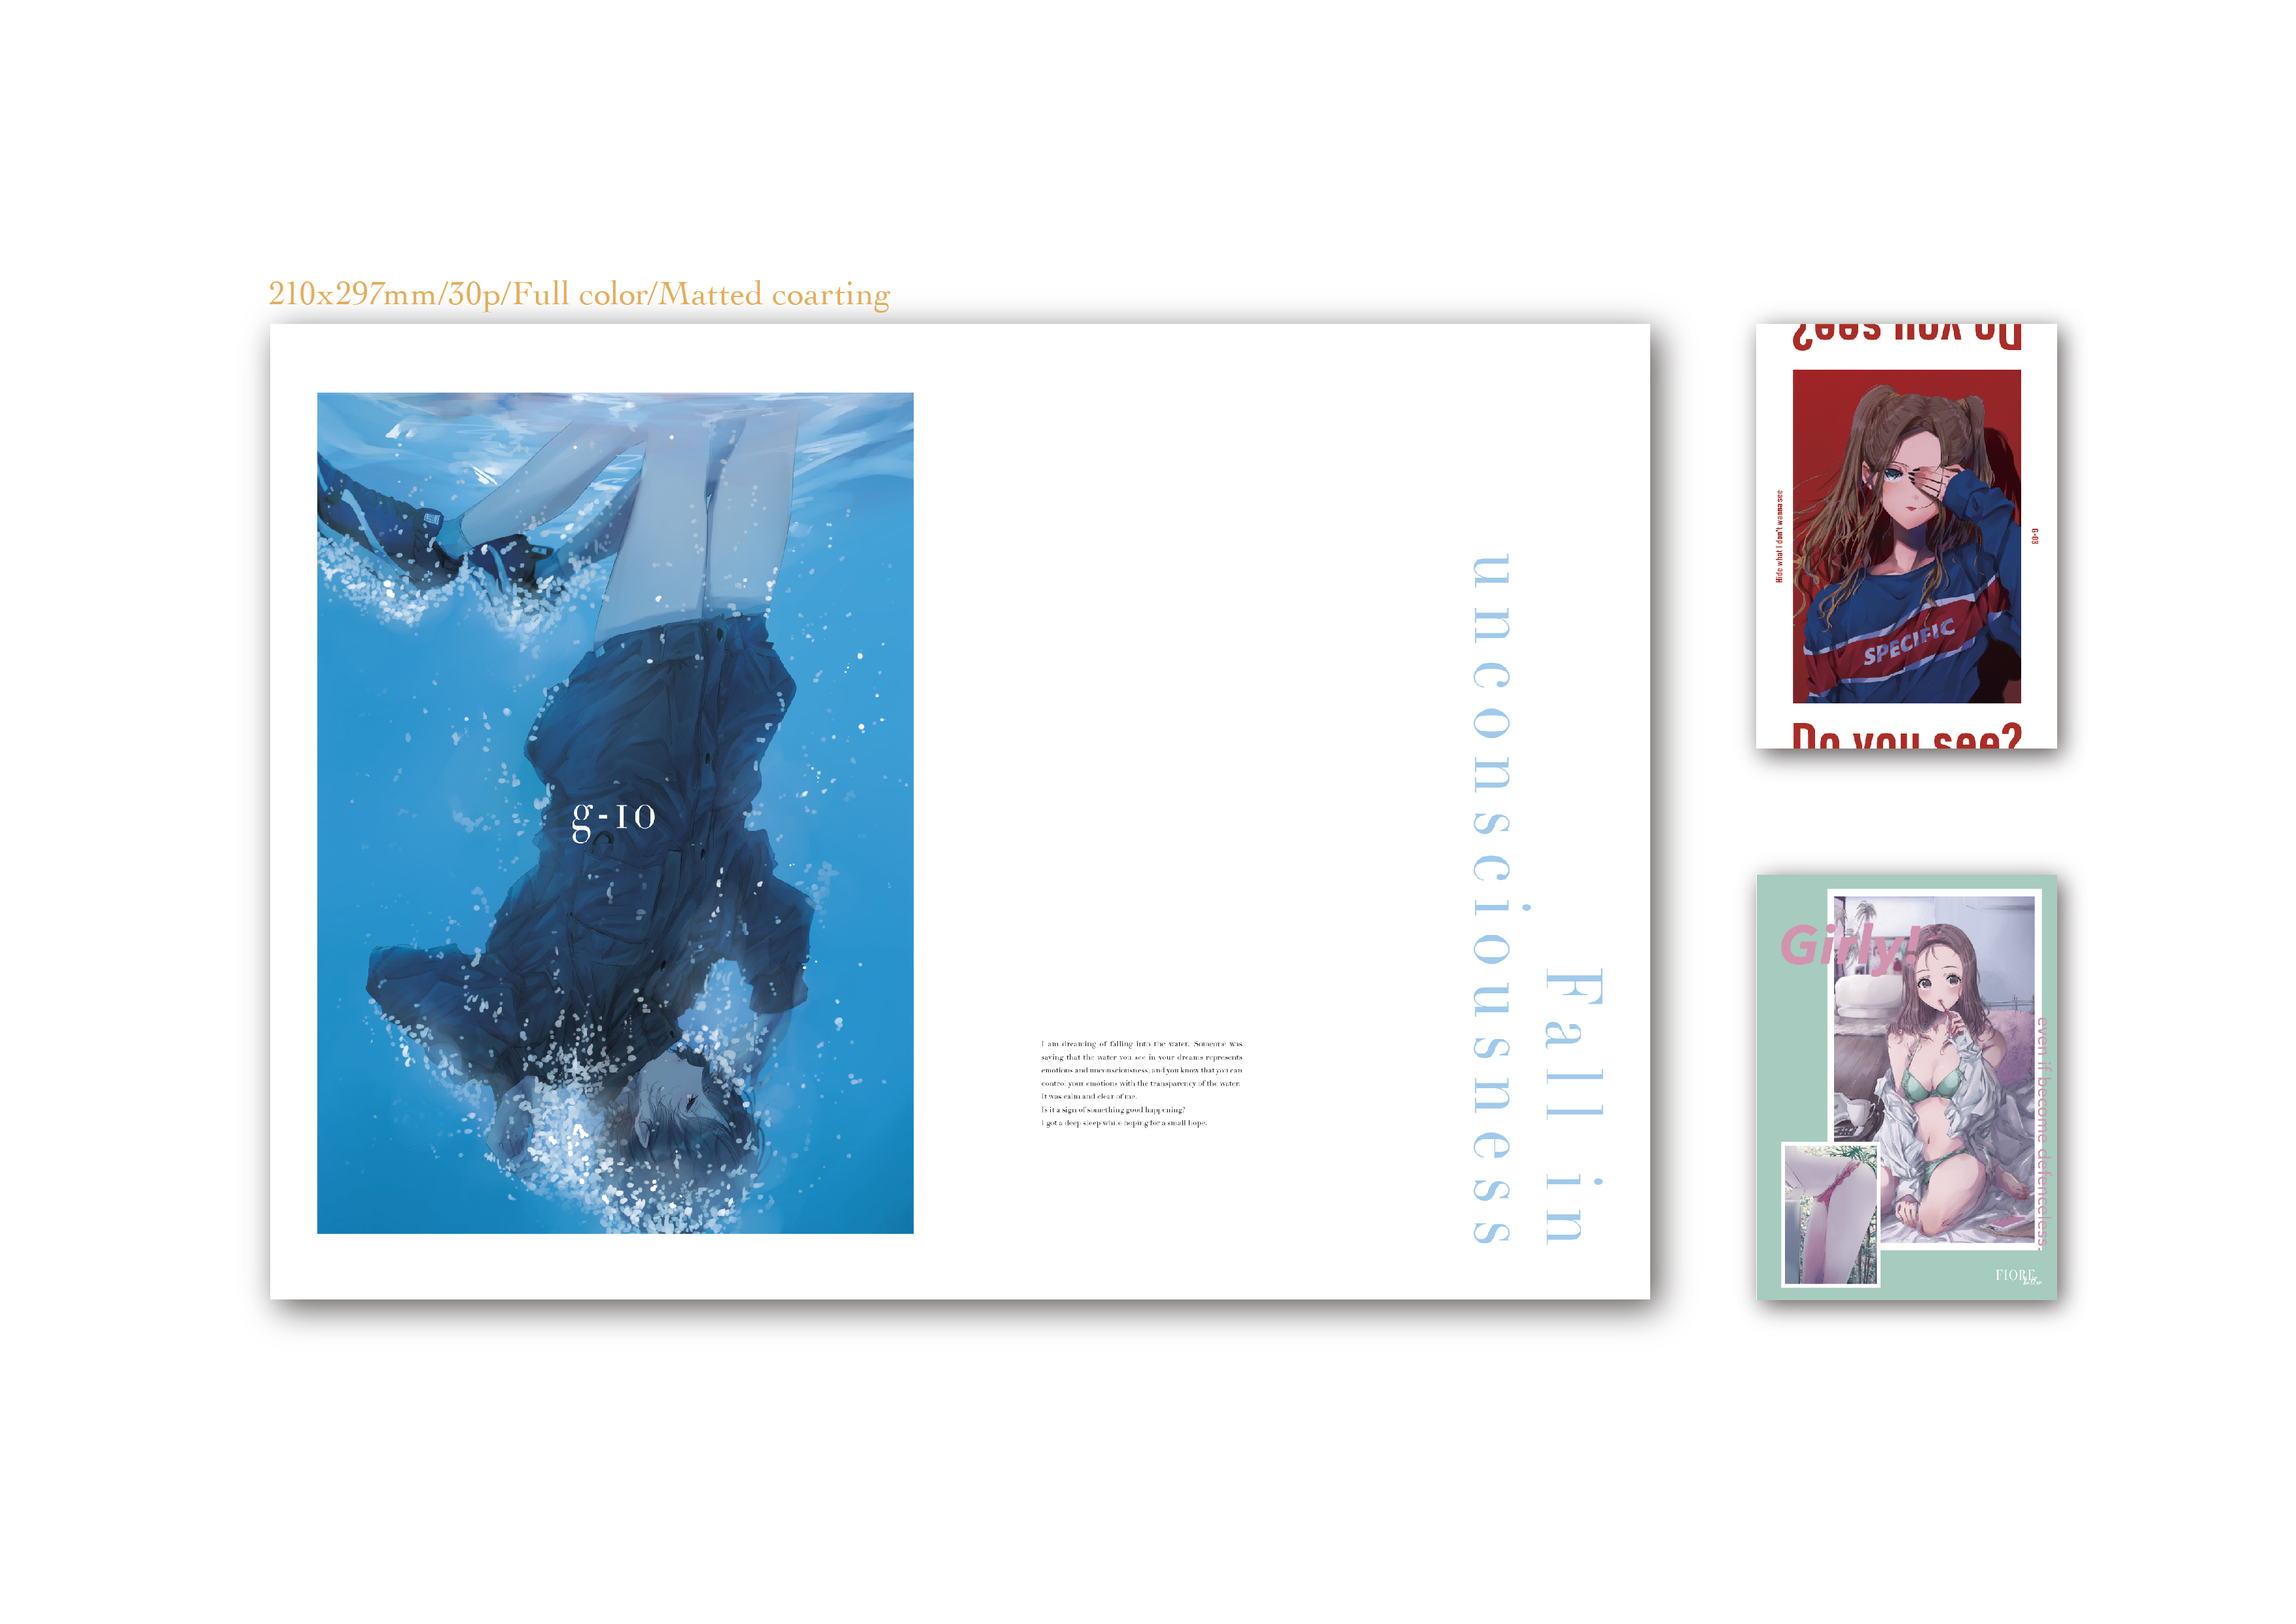 210x297mm/30p/Full color/Matted coarting
g-10
I am dreaming of falling into the water. Someone was
saying that the water you see in your dreams represents
emotions and unconsciousness, and you know that you can
control your emotions with the transparency of the water.
It was calm and clear of me.
Is it a sign of something good happening?
I got a deep sleep while hoping for a small hope.
Fall in
unconsciousness
Do you see?
Hide what I don't wanna see
SPECIFIC
G-03
Do you see?
Girly!
even if become defenceless.
FIORE